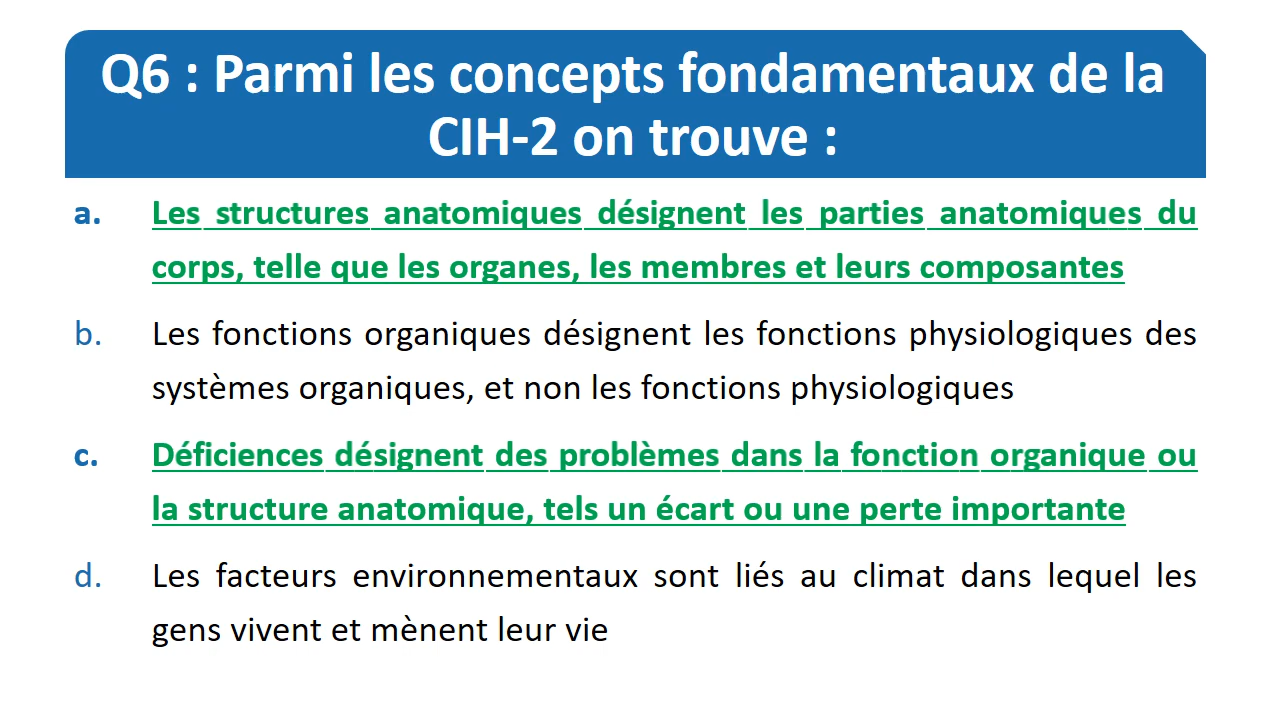 Q6 : Parmi les concepts fondamentaux de la
CIH-2 on trouve :
a. Les structures anatomiques désignent les parties anatomiques du
corps, telle que les organes, les membres et leurs composantes
b. Les fonctions organiques désignent les fonctions physiologiques des
systèmes organiques, et non les fonctions physiologiques
c. Déficiences désignent des problèmes dans la fonction organique ou
la structure anatomique, tels un écart ou une perte importante
d. Les facteurs environnementaux sont liés au climat dans lequel les
gens vivent et mènent leur vie